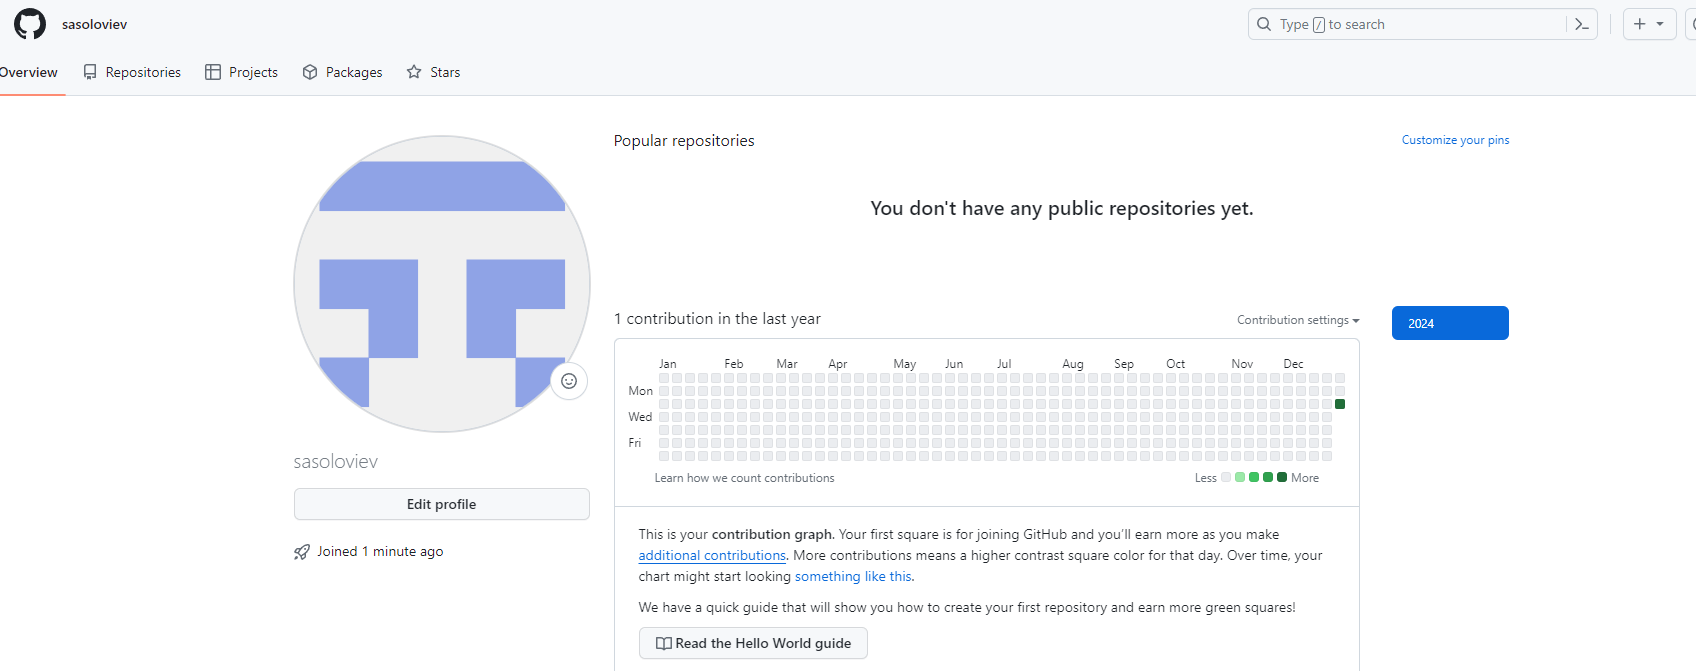 sasoloviev
Type / to search
Overview Repositories Projects Packages Stars
Popular repositories
Customize your pins
You don't have any public repositories yet.
1 contribution in the last year
Contribution settings
2024
Jan Feb Mar Apr May Jun Jul Aug Sep Oct Nov Dec
Mon
Wed
Fri
Learn how we count contributions
Less More
sasoloviev
Edit profile
Joined 1 minute ago
This is your contribution graph. Your first square is for joining GitHub and you’ll earn more as you make
additional contributions. More contributions means a higher contrast square color for that day. Over time, your
chart might start looking something like this.
We have a quick guide that will show you how to create your first repository and earn more green squares!
Read the Hello World guide